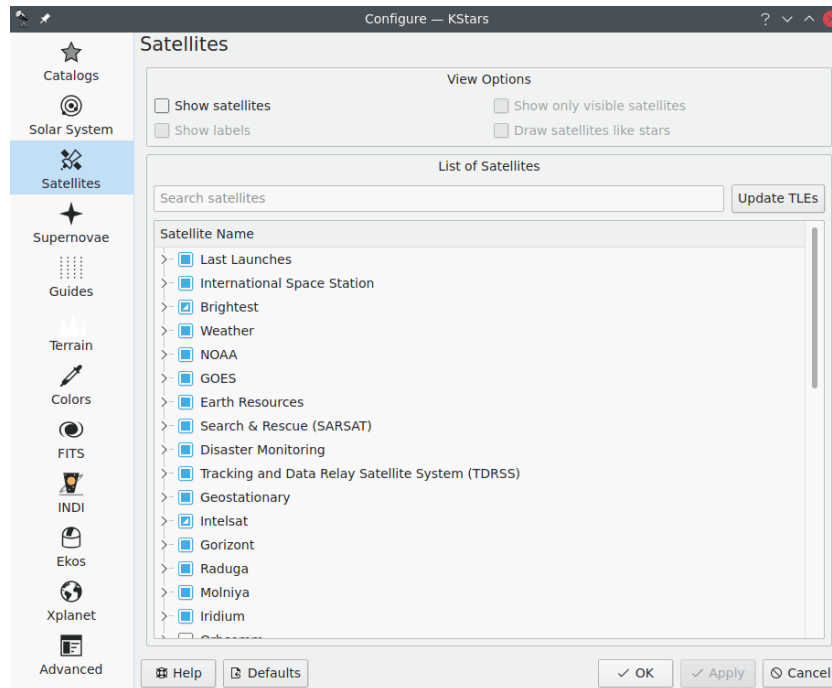 Configure — KStars
Catalogs
Solar System
Satellites
Supernovae
Guides
Terrain
Colors
FITS
INDI
Ekos
Xplanet
Advanced
Satellites
View Options
Show satellites
Show only visible satellites
Show labels
Draw satellites like stars
List of Satellites
Search satellites
Update TLEs
Satellite Name
Last Launches
International Space Station
Brightest
Weather
NOAA
GOES
Earth Resources
Search & Rescue (SARSAT)
Disaster Monitoring
Tracking and Data Relay Satellite System (TDRSS)
Geostationary
Intelsat
Gorizont
Raduga
Molniya
Iridium
Help
Defaults
OK
Apply
Cancel